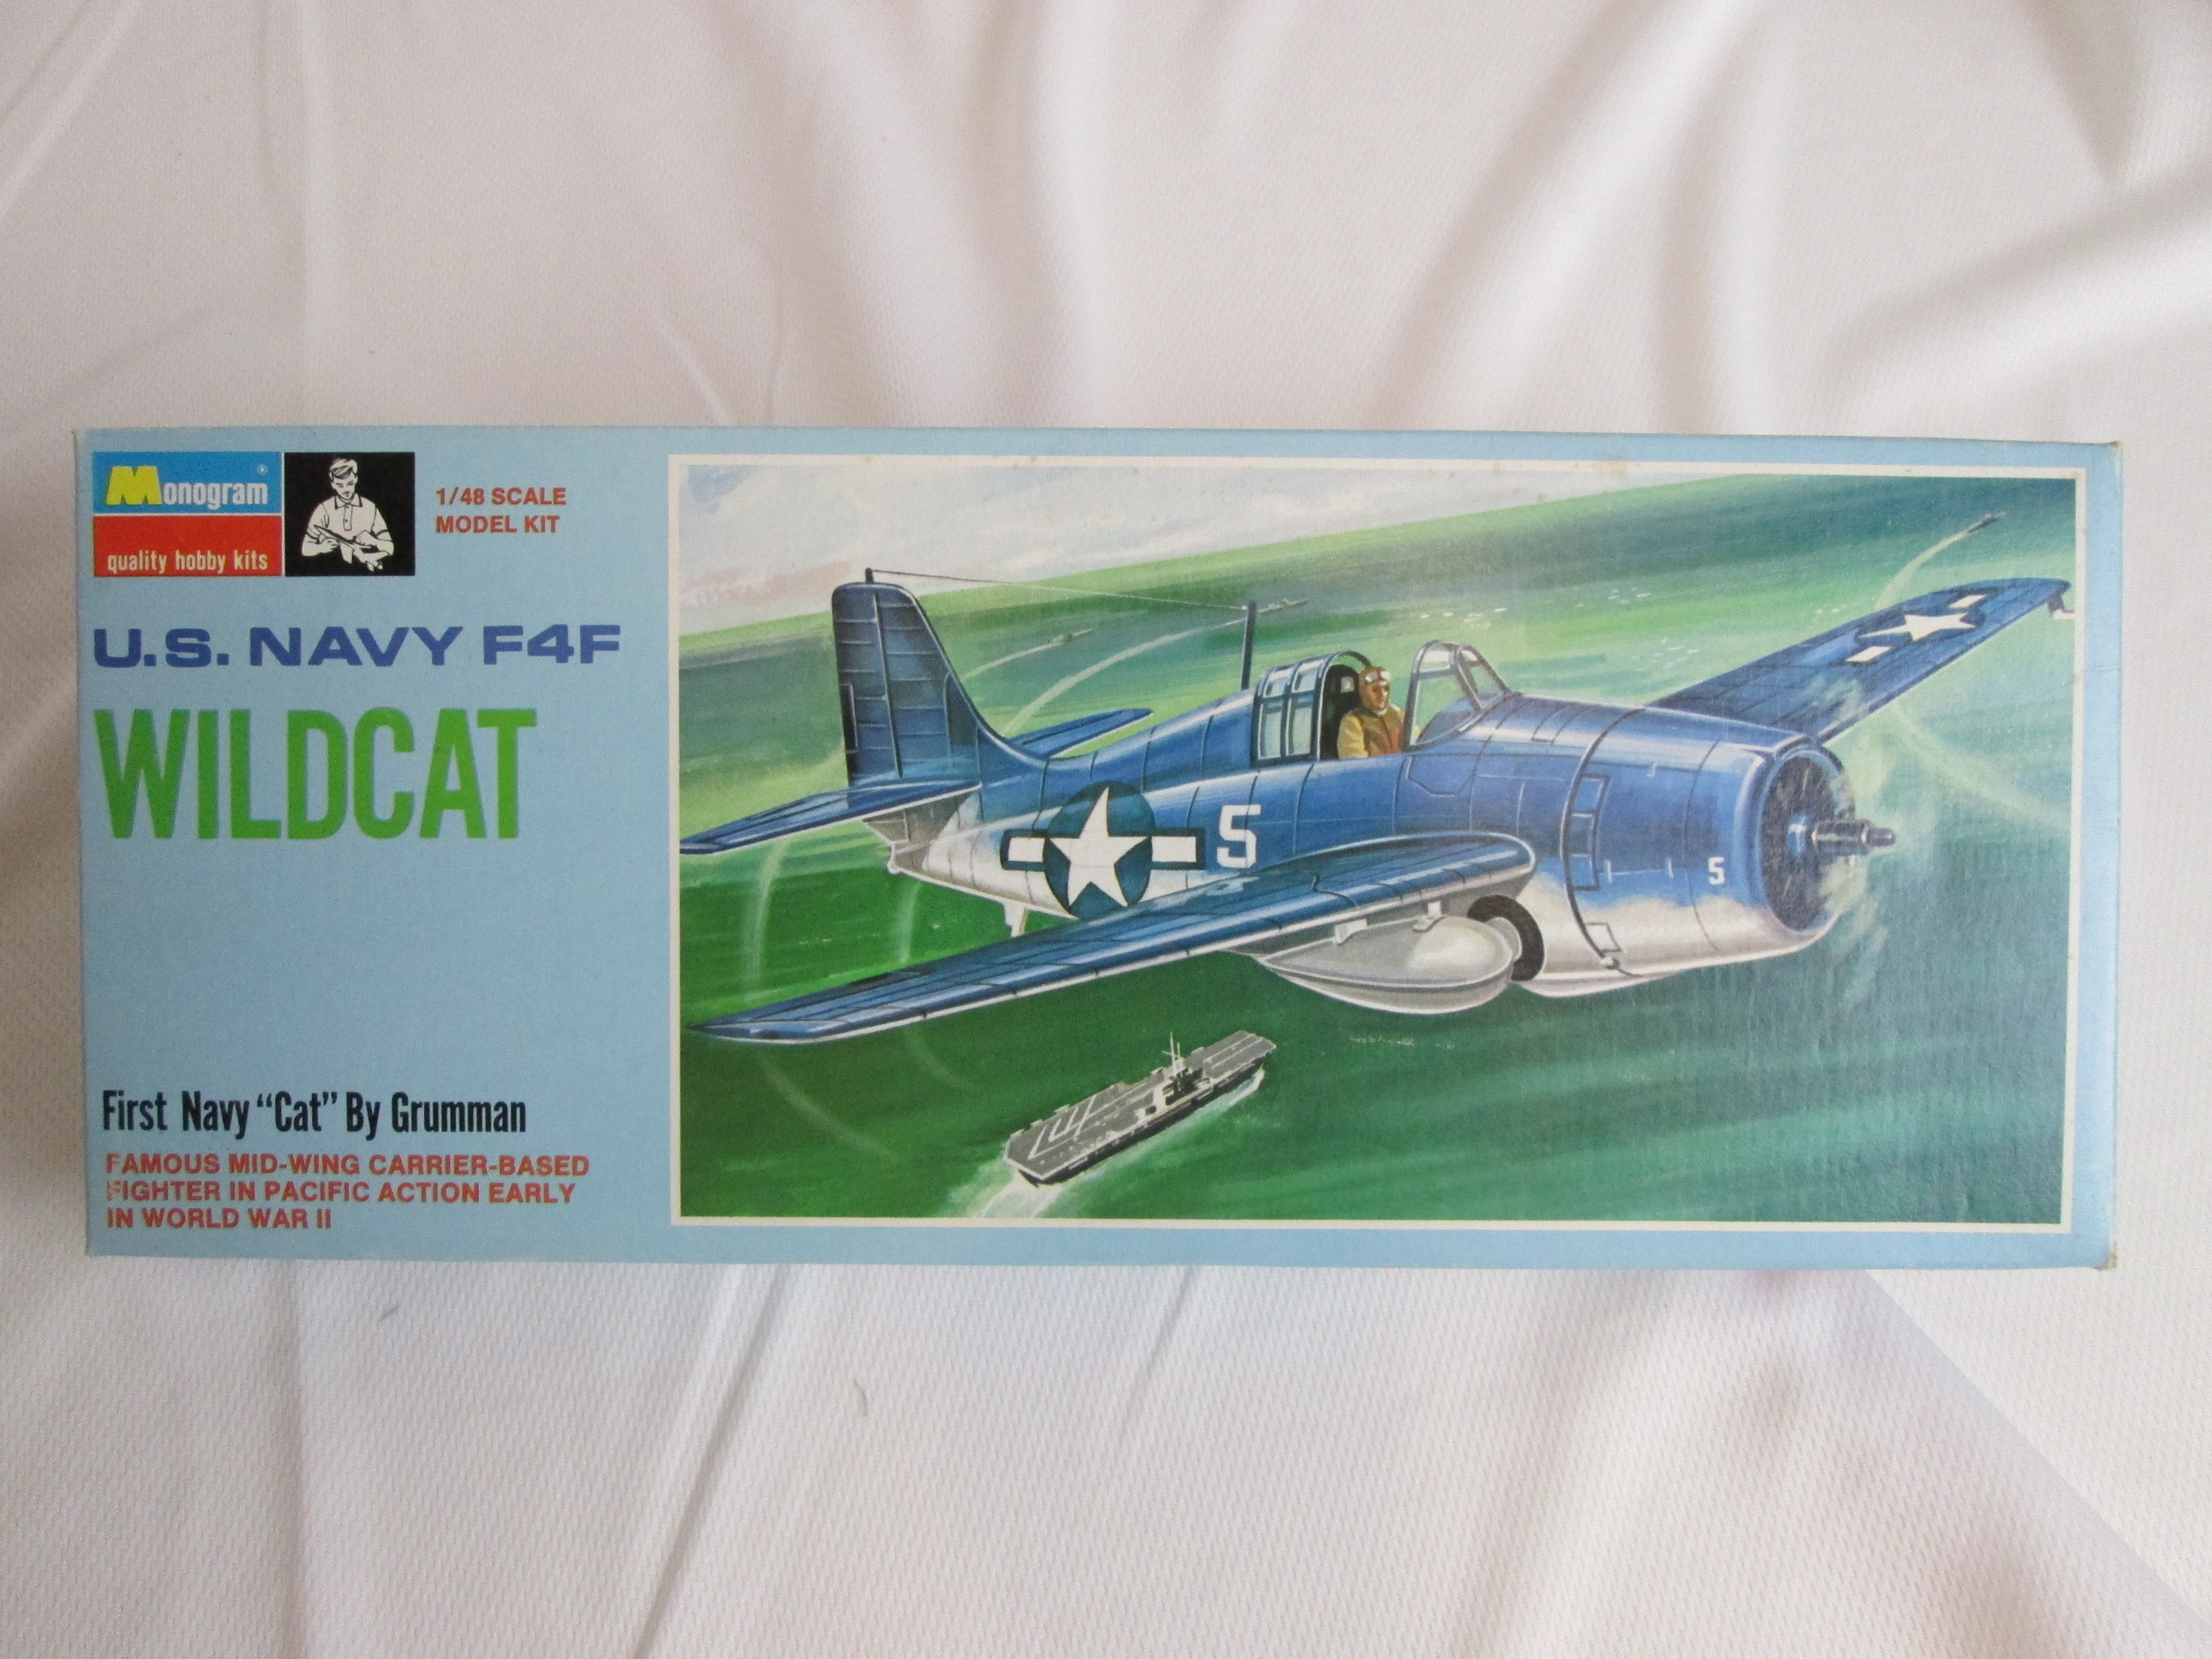 Monogram®
quality hobby kits
1/48 SCALE
MODEL KIT
U.S. NAVY F4F
WILDCAT
First Navy “Cat” By Grumman
FAMOUS MID-WING CARRIER-BASED
FIGHTER IN PACIFIC ACTION EARLY
IN WORLD WAR II
5
5